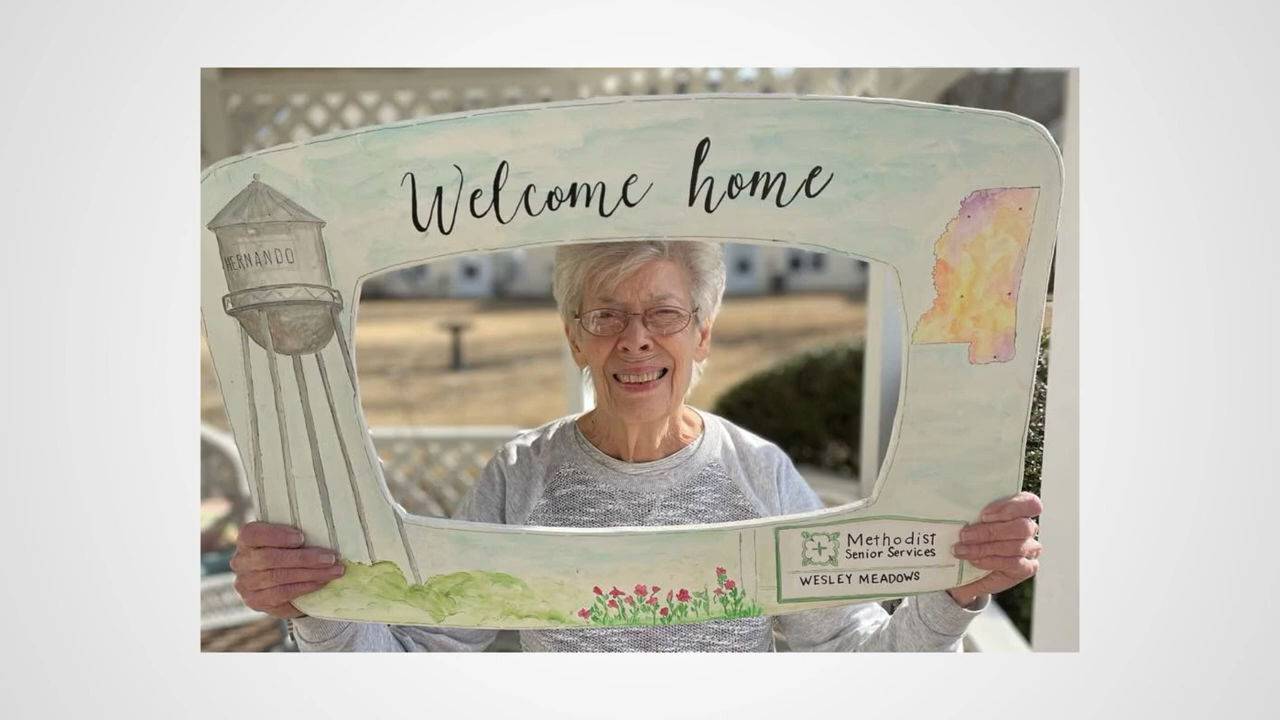 Welcome home
HERNANDO
Methodist
Senior Services
WESLEY MEADOWS